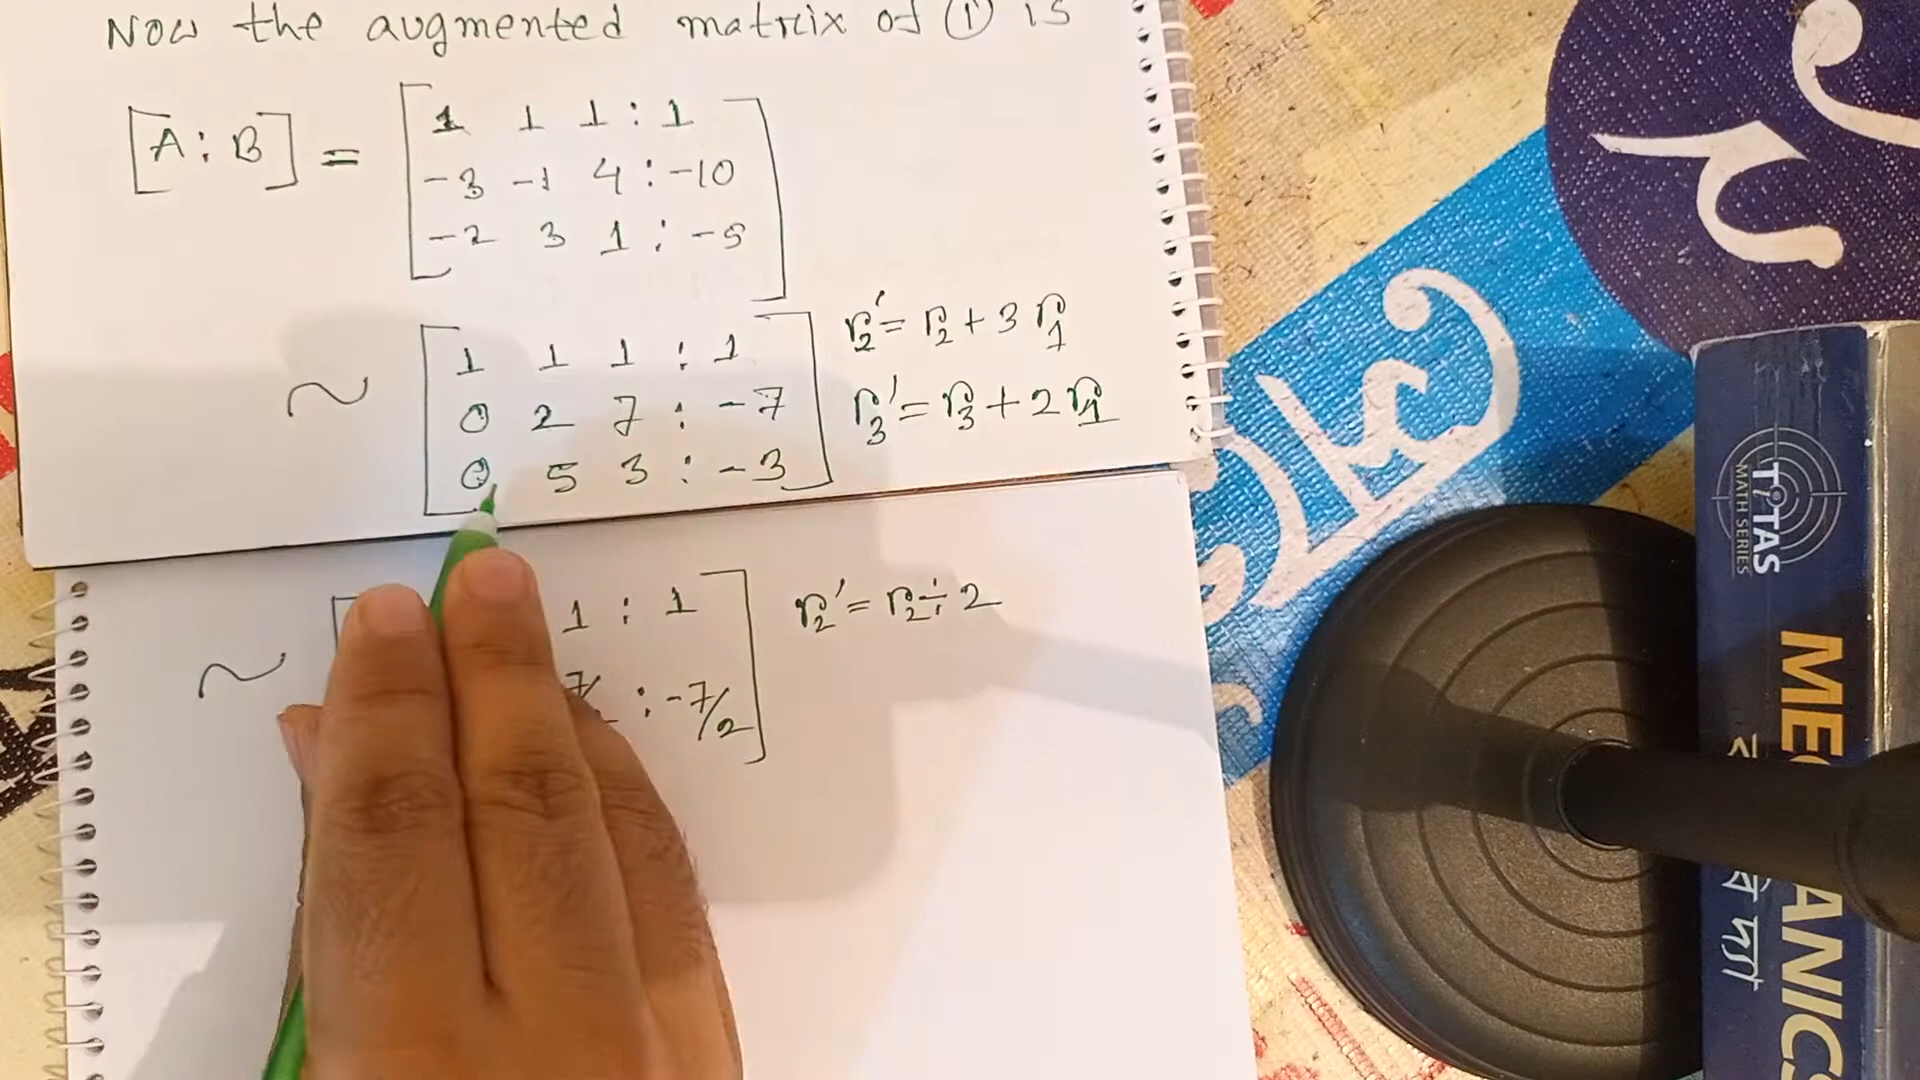 Now the augmented matrix of ① is
[A : B] =
1 1 1 : 1
-3 -1 4 : -10
-2 3 1 : -5
~
1 1 1 : 1
0 2 7 : -7
0 5 3 : -3
r₂′ = r₂ + 3 r₁
r₃′ = r₃ + 2 r₁
~
1 : 1
: -7/2
r₂′ = r₂ ÷ 2
TITAS
MATH SERIES